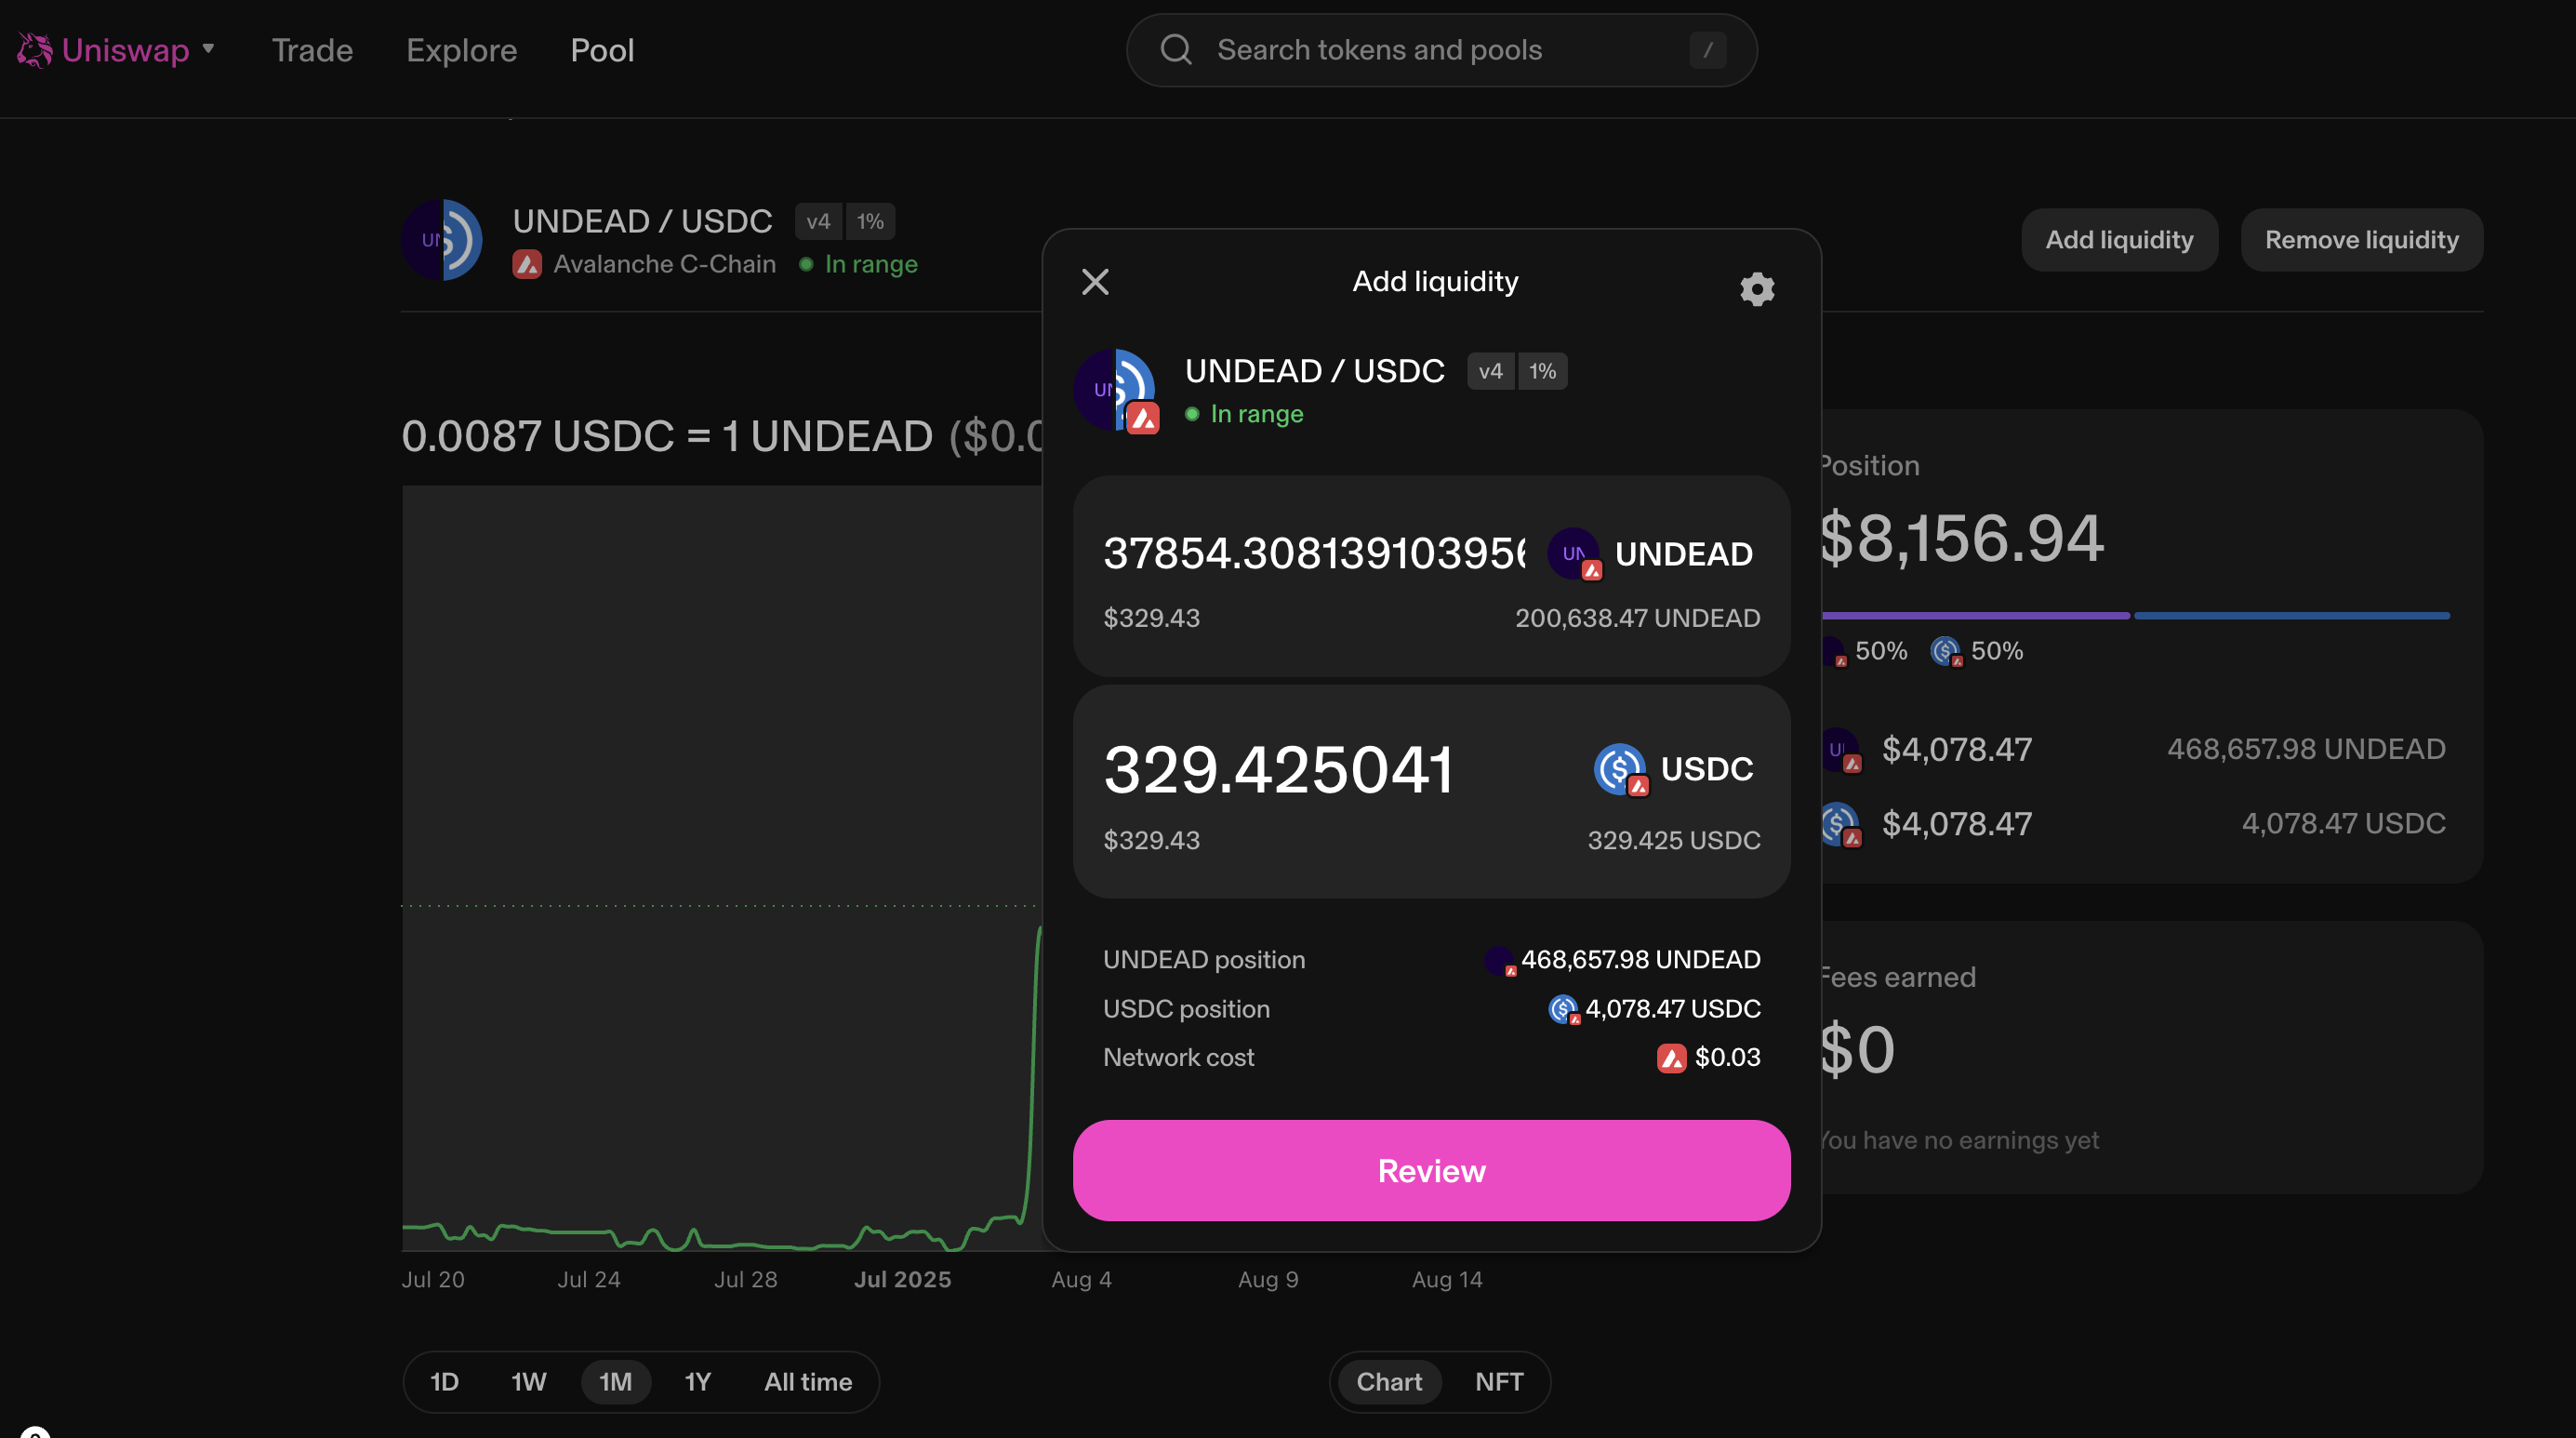 Uniswap
Trade
Explore
Pool
Search tokens and pools
/
UNDEAD / USDC
v4
1%
Avalanche C-Chain
In range
Add liquidity
Remove liquidity
0.0087 USDC = 1 UNDEAD ($0.0
Add liquidity
UNDEAD / USDC
v4
1%
In range
37854.308139103956
UNDEAD
$329.43
200,638.47 UNDEAD
329.425041
USDC
$329.43
329.425 USDC
UNDEAD position
468,657.98 UNDEAD
USDC position
4,078.47 USDC
Network cost
$0.03
Review
Position
$8,156.94
50%
50%
$4,078.47
468,657.98 UNDEAD
$4,078.47
4,078.47 USDC
Fees earned
$0
You have no earnings yet
Jul 20
Jul 24
Jul 28
Jul 2025
Aug 4
Aug 9
Aug 14
1D
1W
1M
1Y
All time
Chart
NFT